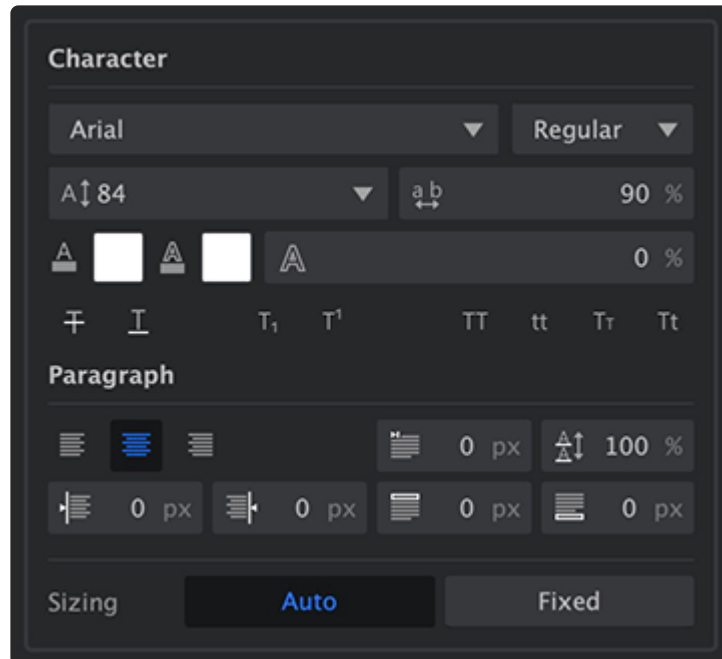 Character
Arial Regular
A 84 a b 90 %
A A A 0 %
T T T1 T1 TT tt TT Tt
Paragraph
0 px A A 100 %
0 px 0 px 0 px 0 px
Sizing Auto Fixed